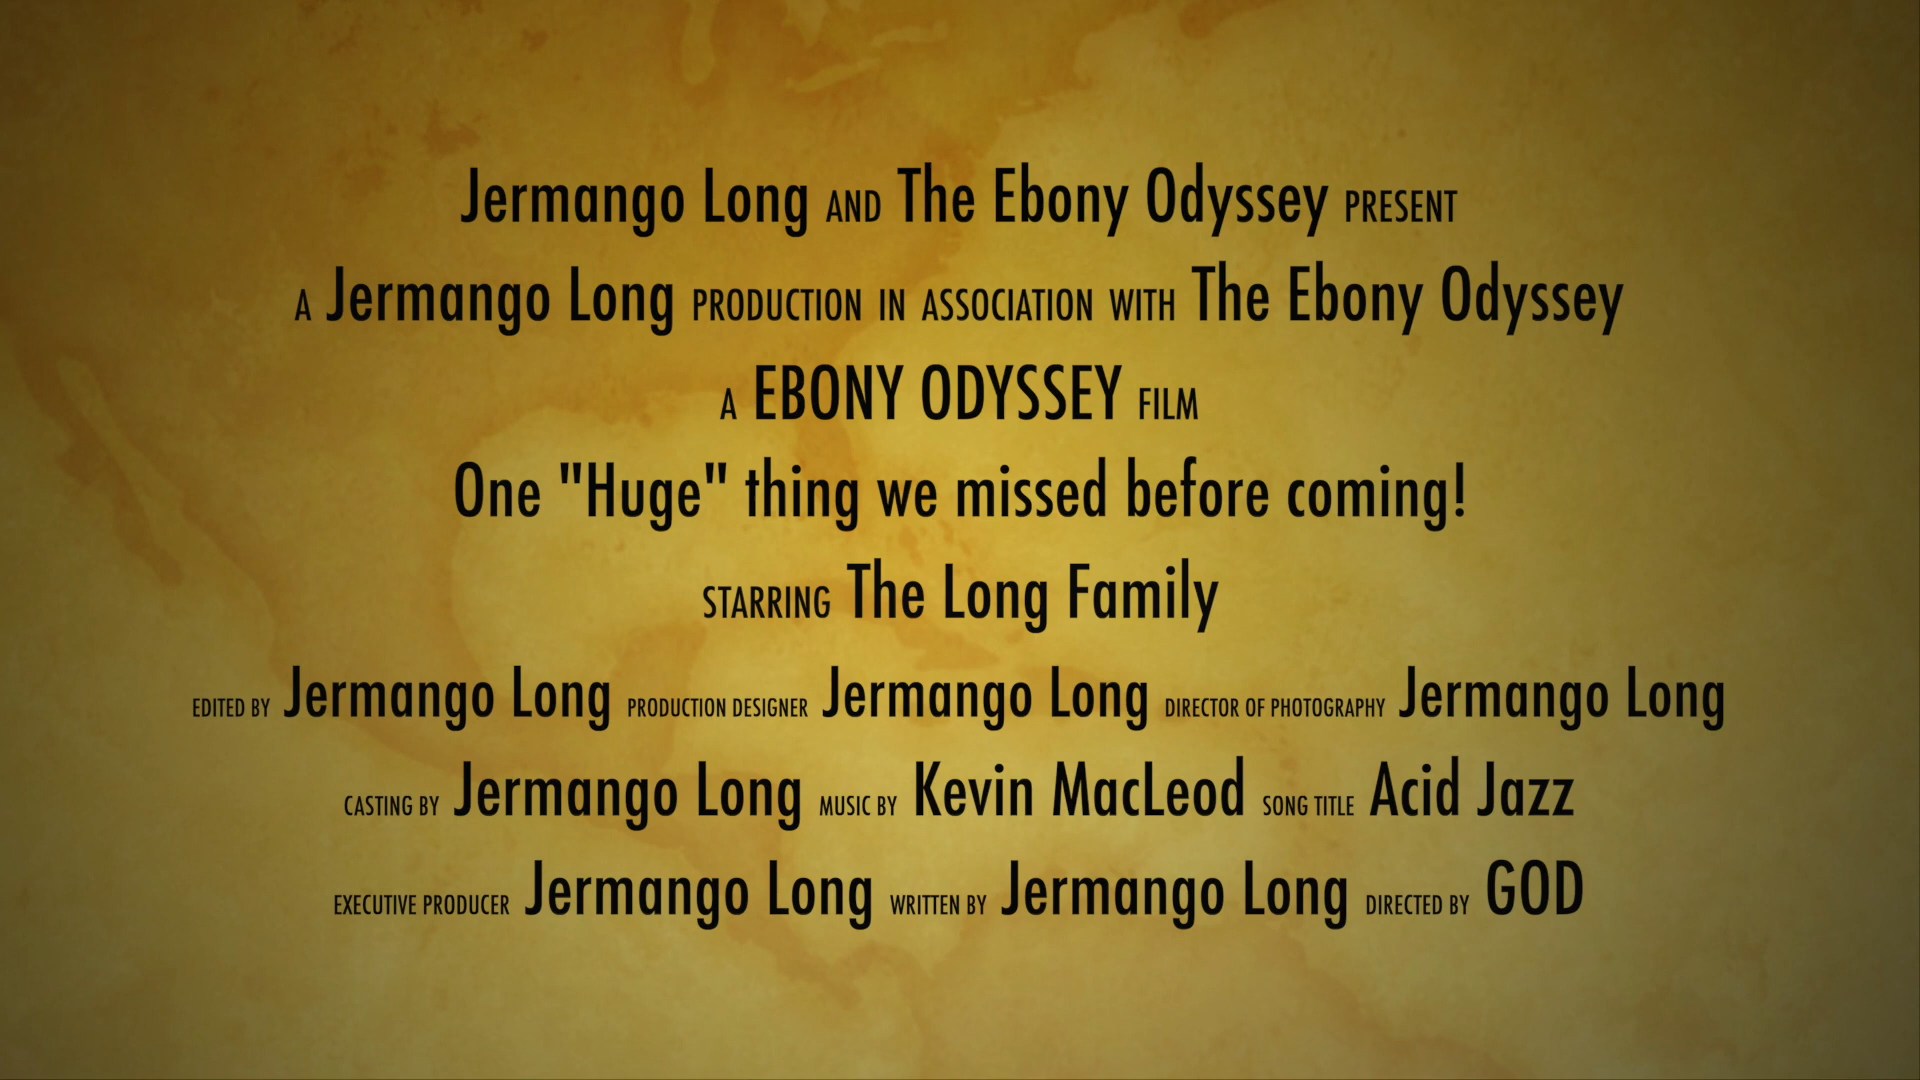 Jermango Long AND The Ebony Odyssey PRESENT
A Jermango Long PRODUCTION IN ASSOCIATION WITH The Ebony Odyssey
A EBONY ODYSSEY FILM
One "Huge" thing we missed before coming!
STARRING The Long Family
EDITED BY Jermango Long PRODUCTION DESIGNER Jermango Long DIRECTOR OF PHOTOGRAPHY Jermango Long
CASTING BY Jermango Long MUSIC BY Kevin MacLeod SONG TITLE Acid Jazz
EXECUTIVE PRODUCER Jermango Long WRITTEN BY Jermango Long DIRECTED BY GOD